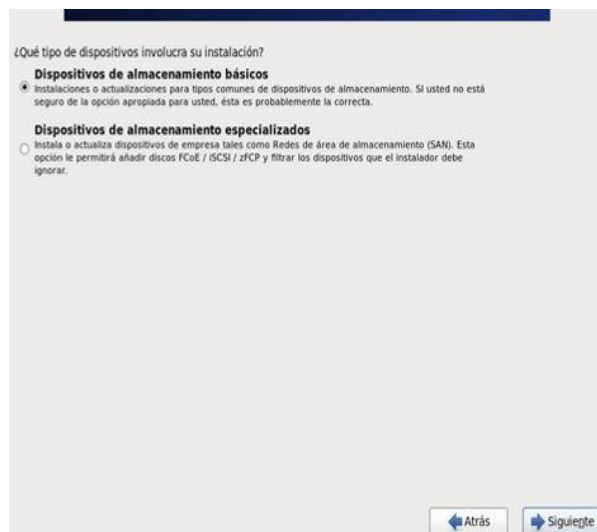 ¿Qué tipo de dispositivos involucra su instalación?
Dispositivos de almacenamiento básicos
Instalaciones o actualizaciones para tipos comunes de dispositivos de almacenamiento. SI usted no está
seguro de la opción apropiada para usted, ésta es probablemente la correcta.
Dispositivos de almacenamiento especializados
Instala o actualiza dispositivos de empresa tales como Redes de área de almacenamiento (SAN). Esta
opción le permitirá añadir discos FCoE / iSCSI / zFCP y filtrar los dispositivos que el instalador debe
ignorar.
Atrás
Siguiente